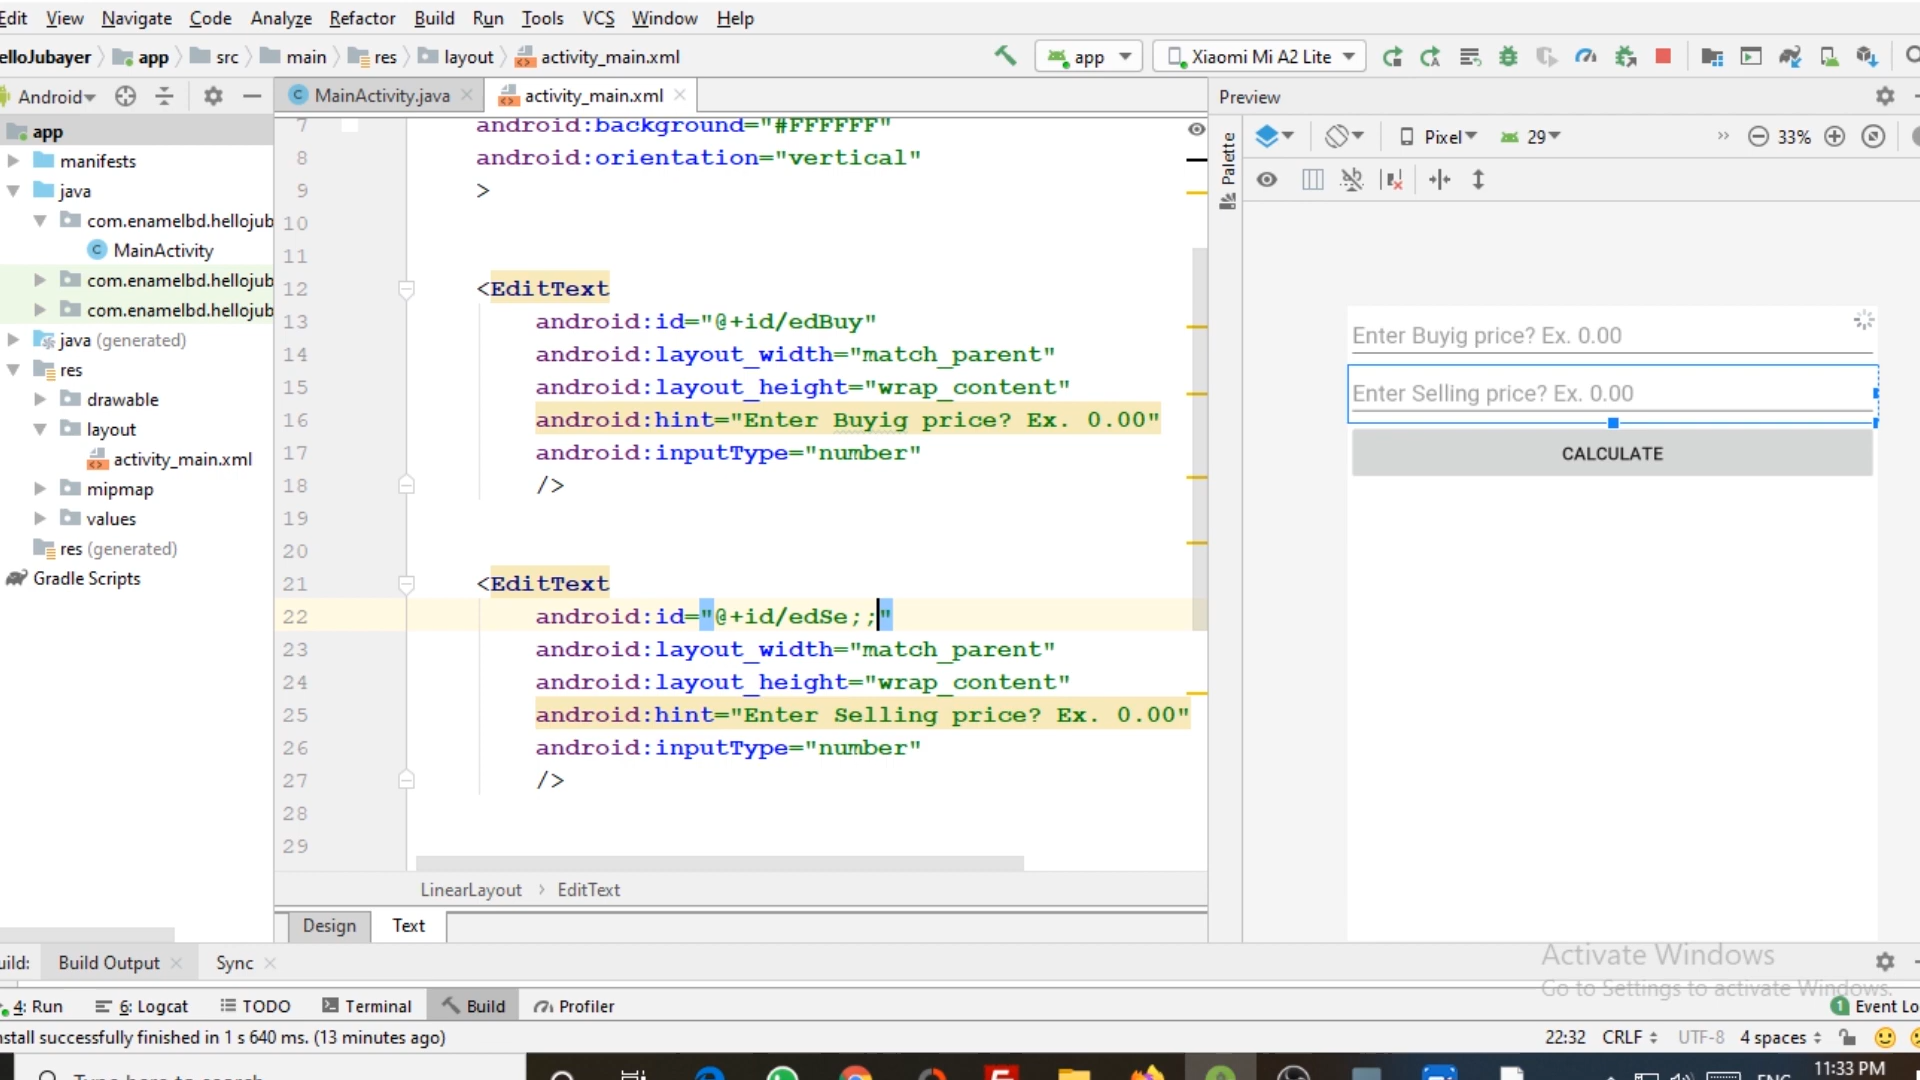 Edit View Navigate Code Analyze Refactor Build Run Tools VCS Window Help
elloJubayer app src main res layout activity_main.xml app Xiaomi Mi A2 Lite
Android MainActivity.java activity_main.xml Preview
Pixel 29 33%
Palette
app
manifests
java
com.enamelbd.hellojub
MainActivity
com.enamelbd.hellojub
com.enamelbd.hellojub
java (generated)
res
drawable
layout
activity_main.xml
mipmap
values
res (generated)
Gradle Scripts
7 android:background="#FFFFFF"
8 android:orientation="vertical"
9 >
10
11
12 <EditText
13 android:id="@+id/edBuy"
14 android:layout_width="match_parent"
15 android:layout_height="wrap_content"
16 android:hint="Enter Buyig price? Ex. 0.00"
17 android:inputType="number"
18 />
19
20
21 <EditText
22 android:id="@+id/edSe;;"
23 android:layout_width="match_parent"
24 android:layout_height="wrap_content"
25 android:hint="Enter Selling price? Ex. 0.00"
26 android:inputType="number"
27 />
28
29
Enter Buyig price? Ex. 0.00
Enter Selling price? Ex. 0.00
CALCULATE
LinearLayout EditText
Design Text
Activate Windows
Go to Settings to activate Windows.
uild: Build Output Sync
4: Run 6: Logcat TODO Terminal Build Profiler 1 Event Lo
nstall successfully finished in 1 s 640 ms. (13 minutes ago) 22:32 CRLF UTF-8 4 spaces
Type here to search ENG 11:33 PM